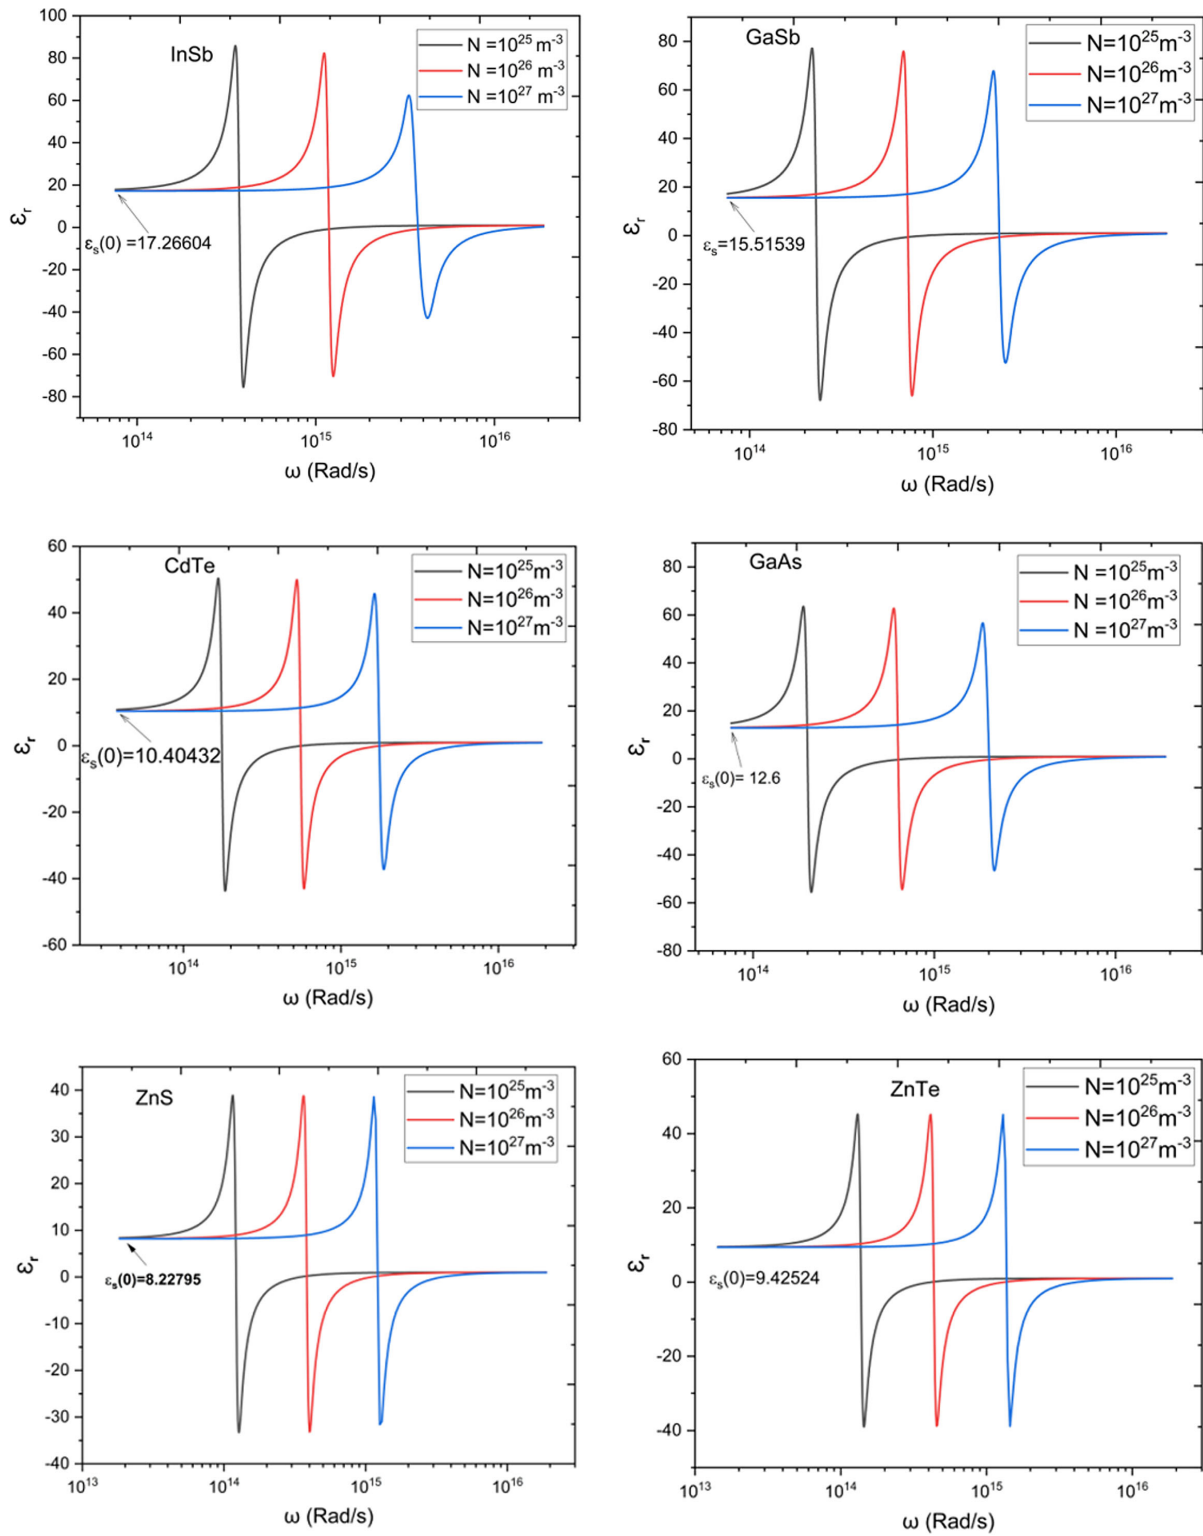 InSb
N =10²⁵ m⁻³
N =10²⁶ m⁻³
N =10²⁷ m⁻³
100
80
60
40
20
0
-20
-40
-60
-80
εᵣ
εₛ(0) =17.26604
10¹⁴
10¹⁵
10¹⁶
ω (Rad/s)
GaSb
N=10²⁵m⁻³
N=10²⁶m⁻³
N=10²⁷m⁻³
80
60
40
20
0
-20
-40
-60
-80
εᵣ
εₛ=15.51539
10¹⁴
10¹⁵
10¹⁶
ω (Rad/s)
CdTe
N=10²⁵m⁻³
N=10²⁶m⁻³
N=10²⁷m⁻³
60
40
20
0
-20
-40
-60
εᵣ
εₛ(0)=10.40432
10¹⁴
10¹⁵
10¹⁶
ω (Rad/s)
GaAs
N =10²⁵m⁻³
N =10²⁶m⁻³
N =10²⁷m⁻³
80
60
40
20
0
-20
-40
-60
-80
εᵣ
εₛ(0)= 12.6
10¹⁴
10¹⁵
10¹⁶
ω (Rad/s)
ZnS
N=10²⁵m⁻³
N=10²⁶m⁻³
N=10²⁷m⁻³
40
30
20
10
0
-10
-20
-30
-40
εᵣ
εₛ(0)=8.22795
10¹³
10¹⁴
10¹⁵
10¹⁶
ω (Rad/s)
ZnTe
N=10²⁵m⁻³
N=10²⁶m⁻³
N=10²⁷m⁻³
60
40
20
0
-20
-40
εᵣ
εₛ(0)=9.42524
10¹³
10¹⁴
10¹⁵
10¹⁶
ω (Rad/s)